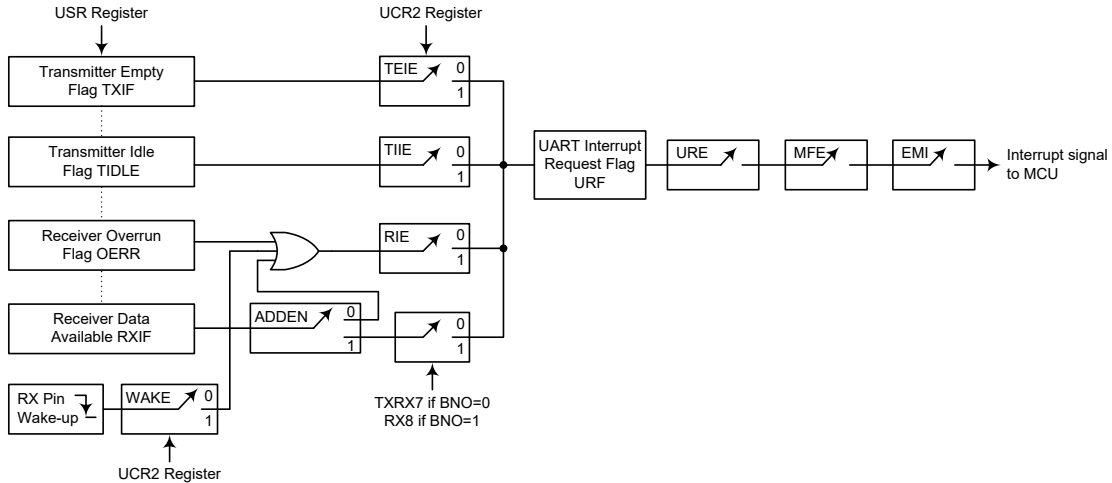 USR Register
UCR2 Register
Transmitter Empty
Flag TXIF
TEIE
0
1
Transmitter Idle
Flag TIDLE
TIIE
0
1
UART Interrupt
Request Flag
URF
URE
MFE
EMI
Interrupt signal
to MCU
Receiver Overrun
Flag OERR
RIE
0
1
Receiver Data
Available RXIF
ADDEN
0
1
0
1
RX Pin
Wake-up
WAKE
0
1
TXRX7 if BNO=0
RX8 if BNO=1
UCR2 Register